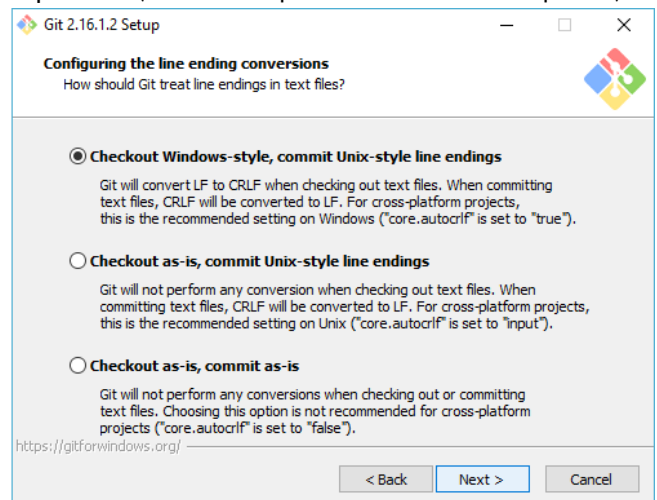 Git 2.16.1.2 Setup
Configuring the line ending conversions
How should Git treat line endings in text files?
Checkout Windows-style, commit Unix-style line endings
Git will convert LF to CRLF when checking out text files. When committing
text files, CRLF will be converted to LF. For cross-platform projects,
this is the recommended setting on Windows ("core.autocrlf" is set to "true").
Checkout as-is, commit Unix-style line endings
Git will not perform any conversion when checking out text files. When
committing text files, CRLF will be converted to LF. For cross-platform projects,
this is the recommended setting on Unix ("core.autocrlf" is set to "input").
Checkout as-is, commit as-is
Git will not perform any conversions when checking out or committing
text files. Choosing this option is not recommended for cross-platform
projects ("core.autocrlf" is set to "false").
https://gitforwindows.org/
< Back Next > Cancel